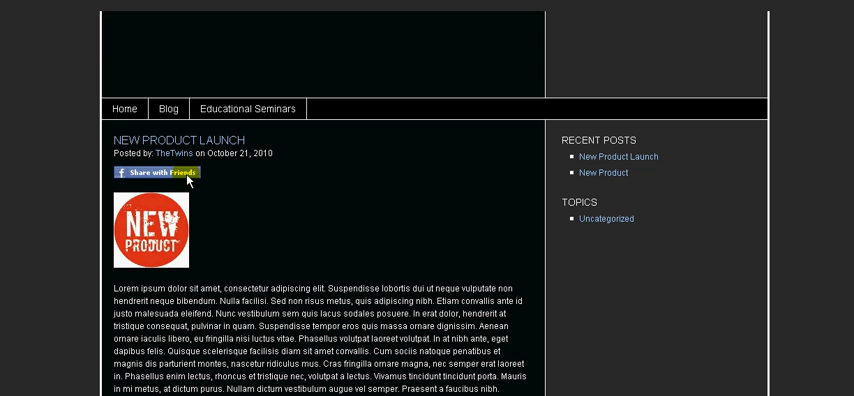 Home Blog Educational Seminars
NEW PRODUCT LAUNCH
Posted by: TheTwins on October 21, 2010
f Share with Friends
NEW
PRODUCT
Lorem ipsum dolor sit amet, consectetur adipiscing elit. Suspendisse lobortis dui ut neque vulputate non
hendrerit neque bibendum. Nulla facilisi. Sed non risus metus, quis adipiscing nibh. Etiam convallis ante id
justo malesuada eleifend. Nunc vestibulum sem quis lacus sodales posuere. In erat dolor, hendrerit at
tristique consequat, pulvinar in quam. Suspendisse tempor eros quis massa ornare dignissim. Aenean
ornare iaculis libero, eu fringilla nisi luctus vitae. Phasellus volutpat laoreet volutpat. In at nibh ante, eget
dapibus felis. Quisque scelerisque facilisis diam sit amet convallis. Cum sociis natoque penatibus et
magnis dis parturient montes, nascetur ridiculus mus. Cras fringilla ornare magna, nec semper erat laoreet
in. Phasellus enim lectus, rhoncus et tristique nec, volutpat a lectus. Vivamus tincidunt tincidunt porta. Mauris
in mi metus, at dictum purus. Nullam dictum vestibulum augue vel semper. Praesent a faucibus nibh.
RECENT POSTS
New Product Launch
New Product
TOPICS
Uncategorized